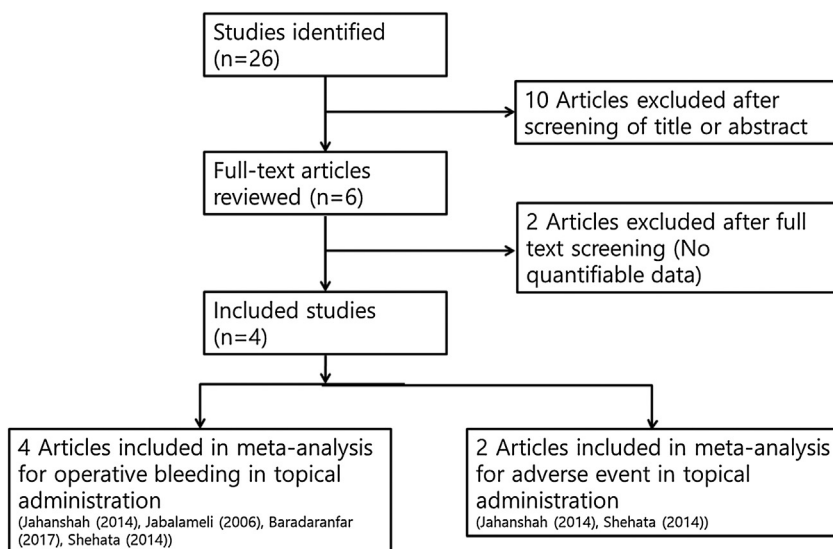 Studies identified
(n=26)
10 Articles excluded after
screening of title or abstract
Full-text articles
reviewed (n=6)
2 Articles excluded after full
text screening (No
quantifiable data)
Included studies
(n=4)
4 Articles included in meta-analysis
for operative bleeding in topical
administration
(Jahanshah (2014), Jabalameli (2006), Baradaranfar
(2017), Shehata (2014))
2 Articles included in meta-analysis
for adverse event in topical
administration
(Jahanshah (2014), Shehata (2014))